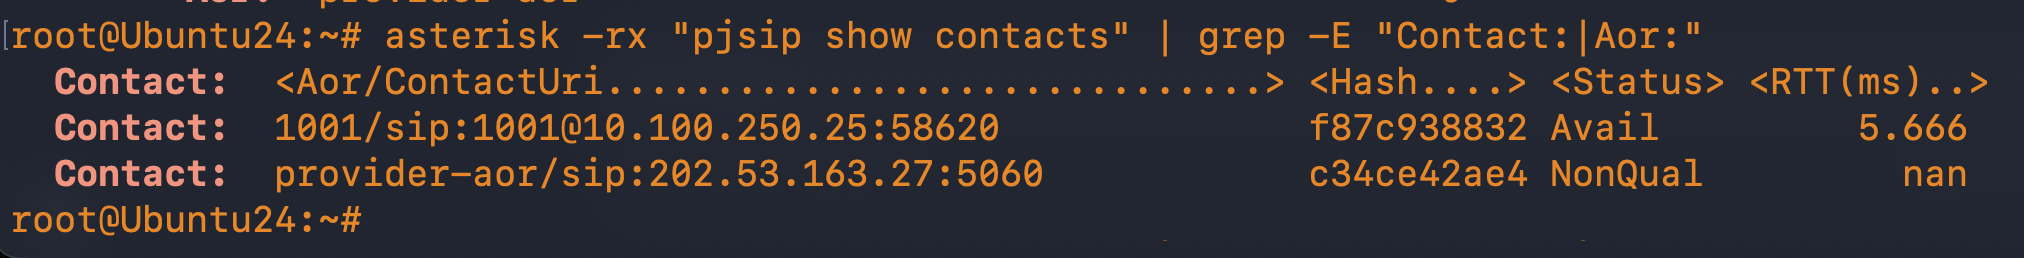 root@Ubuntu24:~# asterisk -rx "pjsip show contacts" | grep -E "Contact:|Aor:"
Contact:  <Aor/ContactUri..............................> <Hash....> <Status> <RTT(ms)..>
Contact:  1001/sip:1001@10.100.250.25:58620 f87c938832 Avail 5.666
Contact:  provider-aor/sip:202.53.163.27:5060 c34ce42ae4 NonQual nan
root@Ubuntu24:~#